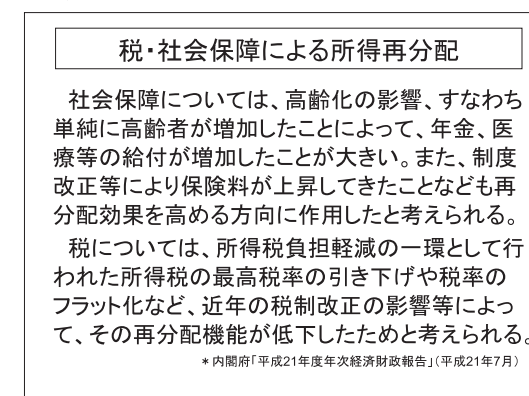 税・社会保障による所得再分配
社会保障については、高齢化の影響、すなわち
単純に高齢者が増加したことによって、年金、医
療等の給付が増加したことが大きい。また、制度
改正等により保険料が上昇してきたことなども再
分配効果を高める方向に作用したと考えられる。
税については、所得税負担軽減の一環として行
われた所得税の最高税率の引き下げや税率の
フラット化など、近年の税制改正の影響等によっ
て、その再分配機能が低下したためと考えられる。
＊内閣府「平成21年度年次経済財政報告」（平成21年7月）